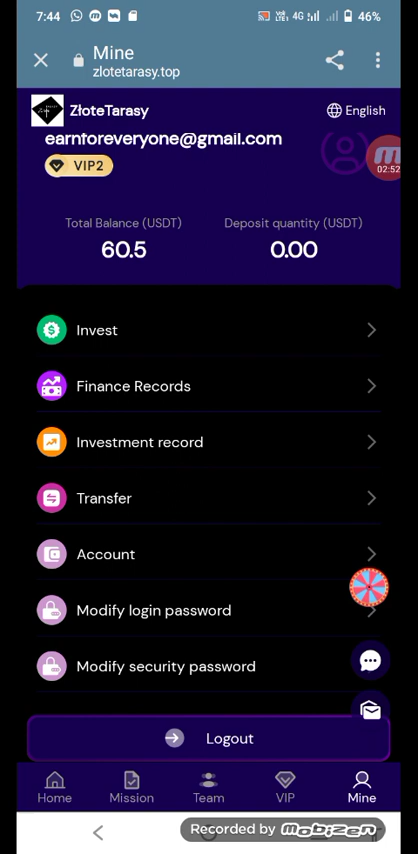 7:44 4G 46%
Mine
zlotetarasy.top
ZłoteTarasy English
earnforeveryone@gmail.com
VIP2
02:52
Total Balance (USDT) Deposit quantity (USDT)
60.5 0.00
Invest
Finance Records
Investment record
Transfer
Account
Modify login password
Modify security password
Logout
Home Mission Team VIP Mine
Recorded by mobizen